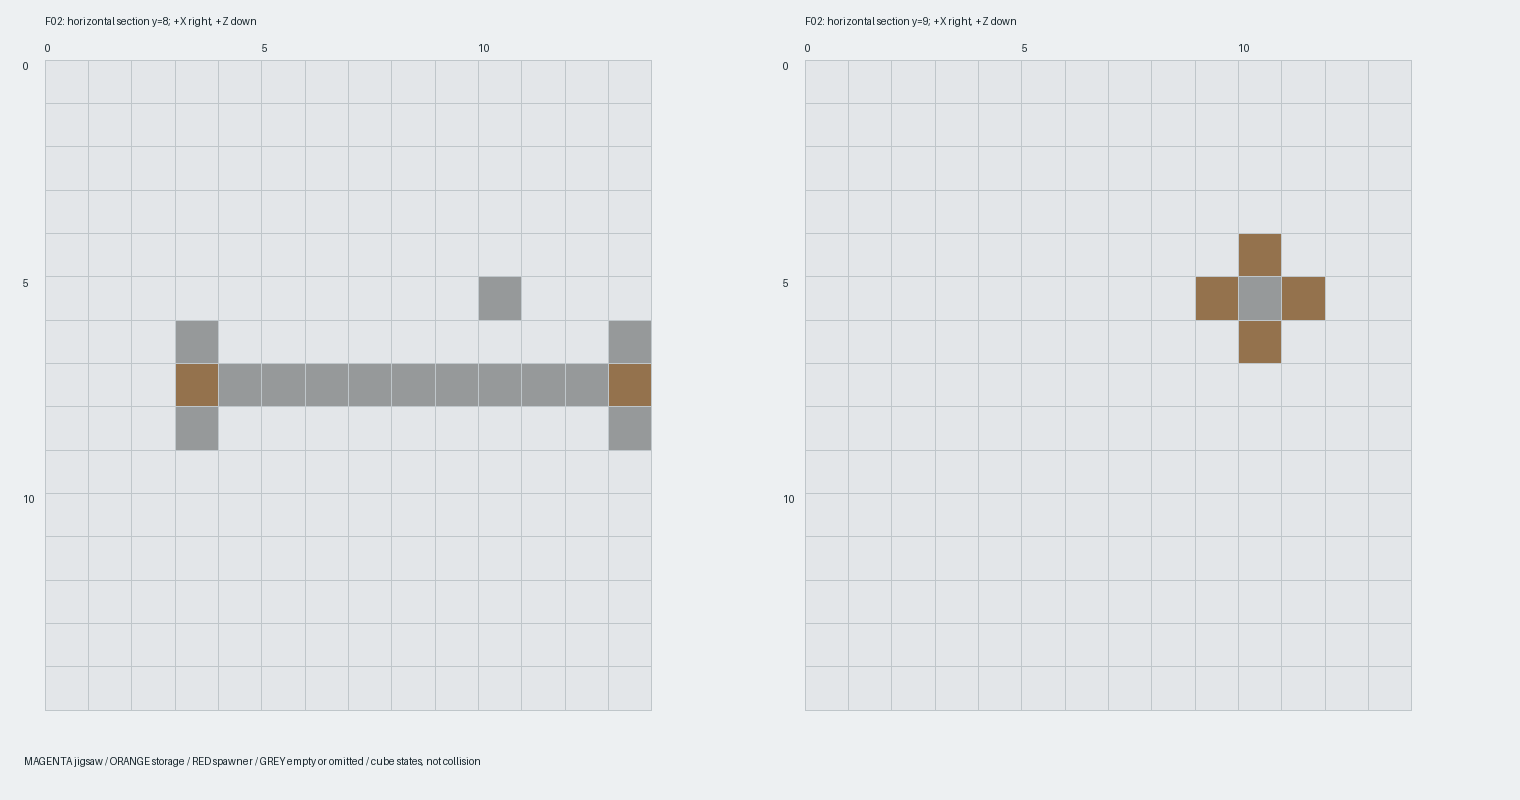 F02: horizontal section y=8; +X right, +Z down
F02: horizontal section y=9; +X right, +Z down
0 5 10
0 5 10
0
0
5
5
10
10
MAGENTA jigsaw / ORANGE storage / RED spawner / GREY empty or omitted / cube states, not collision